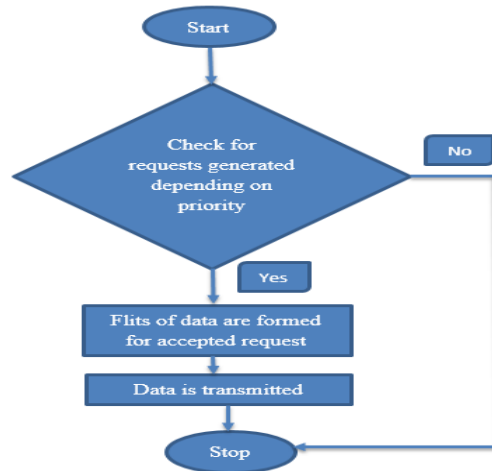 Start
Check for
requests generated
depending on
priority
No
Yes
Flits of data are formed
for accepted request
Data is transmitted
Stop